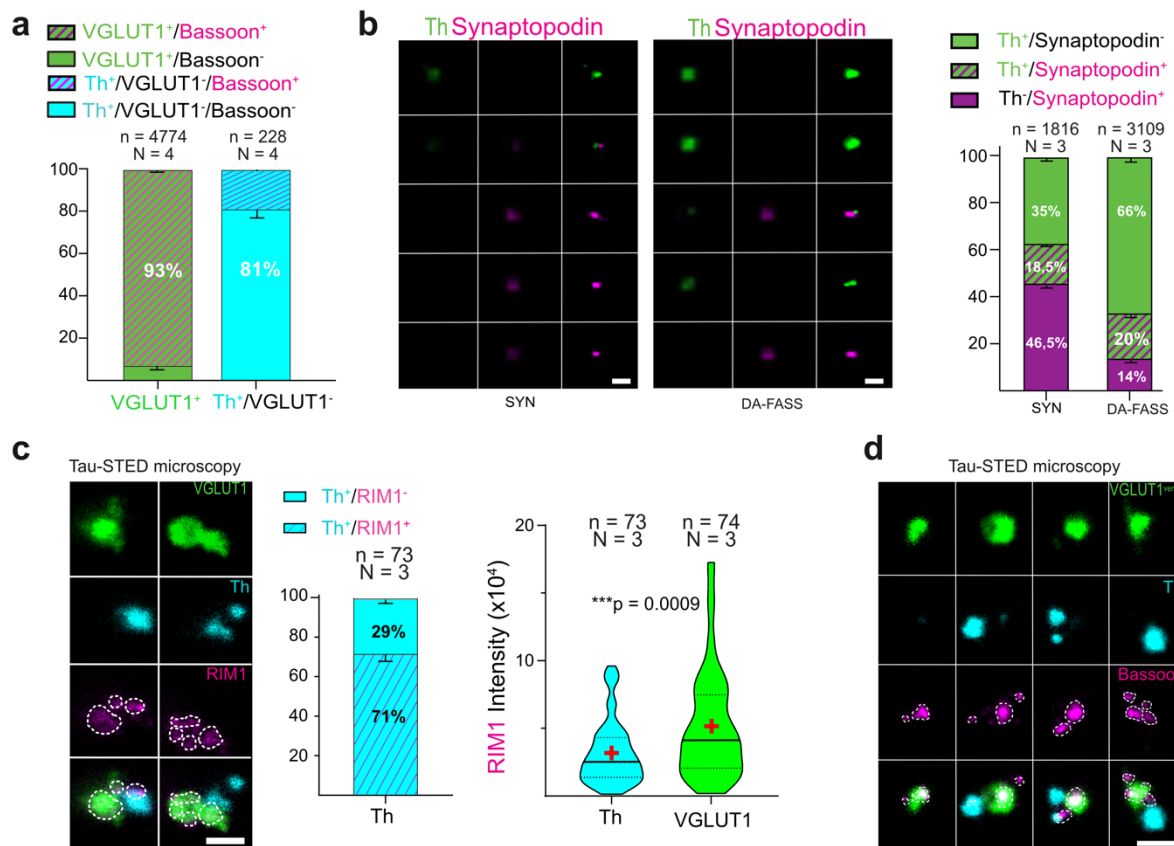 a
VGLUT1⁺/Bassoon⁺
VGLUT1⁺/Bassoon⁻
Th⁺/VGLUT1⁻/Bassoon⁺
Th⁺/VGLUT1⁻/Bassoon⁻
n = 4774
N = 4
n = 228
N = 4
100
80
60
40
20
93%
81%
VGLUT1⁺
Th⁺/VGLUT1⁻
b
Th Synaptopodin
Th Synaptopodin
SYN
DA-FASS
Th⁺/Synaptopodin⁻
Th⁺/Synaptopodin⁺
Th⁻/Synaptopodin⁺
n = 1816
N = 3
n = 3109
N = 3
100
80
60
40
20
35%
18,5%
46,5%
66%
20%
14%
SYN
DA-FASS
c
Tau-STED microscopy
VGLUT1
Th
RIM1
Th⁺/RIM1⁻
Th⁺/RIM1⁺
n = 73
N = 3
100
80
60
40
20
29%
71%
Th
RIM1 Intensity (x10⁴)
20
10
0
n = 73
N = 3
n = 74
N = 3
***p = 0.0009
Th
VGLUT1
d
Tau-STED microscopy
VGLUT1ᵛᵉⁿ
T
Bassoo